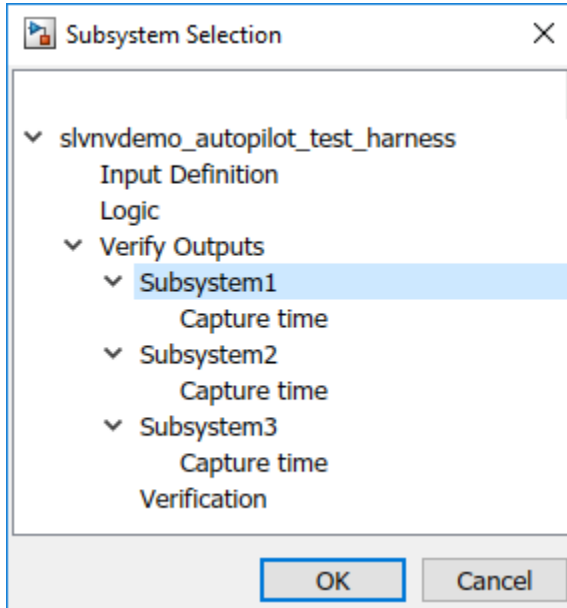 Subsystem Selection
slvnvdemo_autopilot_test_harness
Input Definition
Logic
Verify Outputs
Subsystem1
Capture time
Subsystem2
Capture time
Subsystem3
Capture time
Verification
OK Cancel